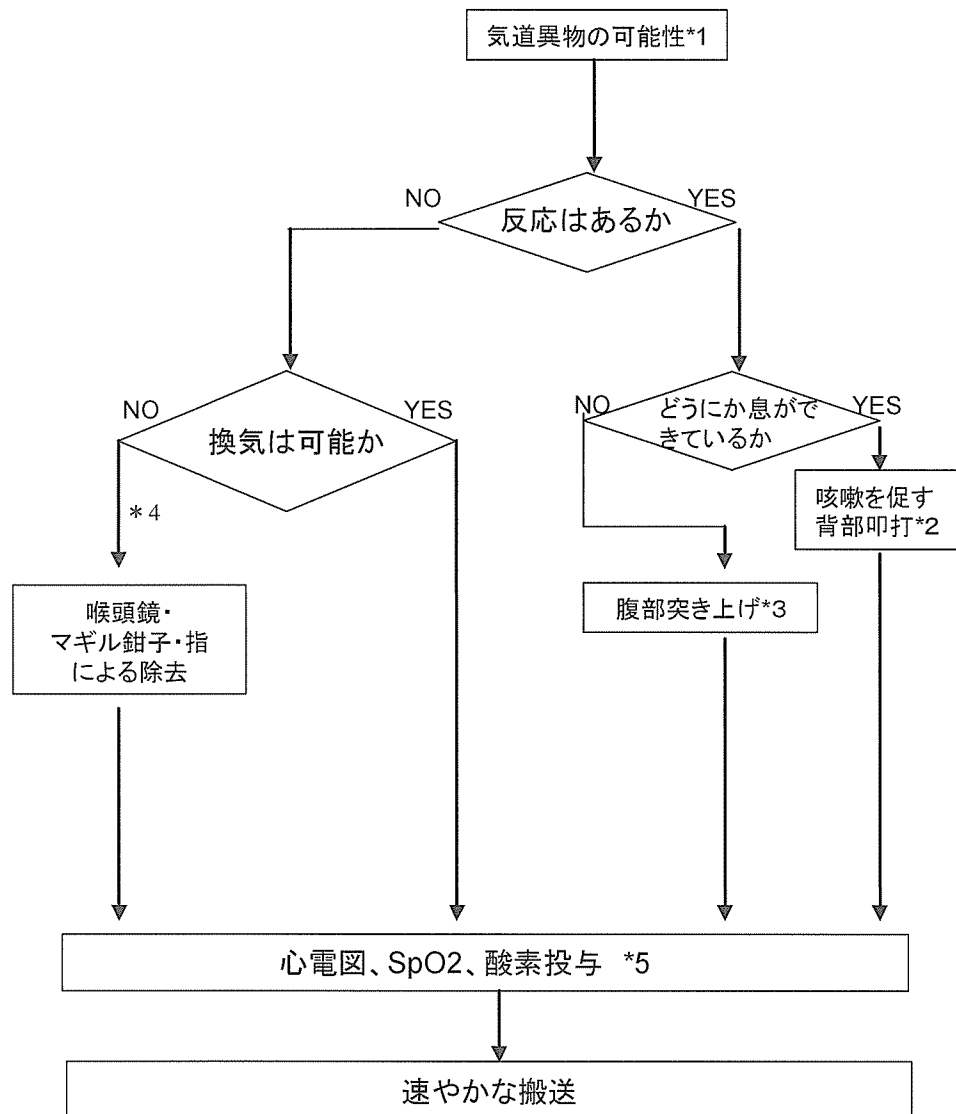 気道異物の可能性*1
NO
YES
反応はあるか
NO
YES
換気は可能か
NO
YES
どうにか息がで
きているか
咳嗽を促す
背部叩打*2
＊4
喉頭鏡・
マギル鉗子・指
による除去
腹部突き上げ*3
心電図、SpO2、酸素投与 *5
速やかな搬送